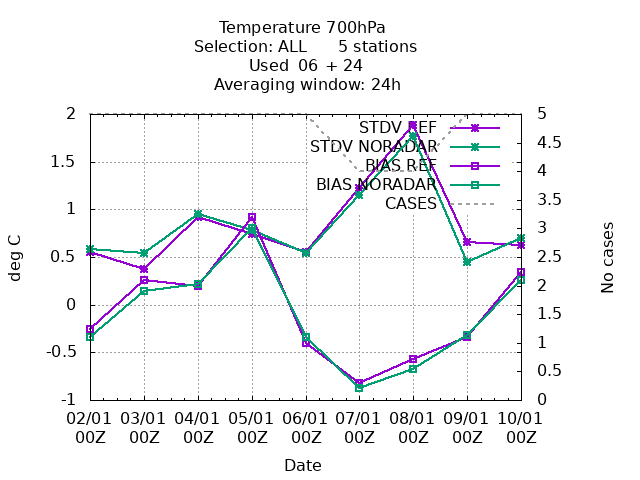 Temperature 700hPa
Selection: ALL      5 stations
Used  06 + 24
Averaging window: 24h
2
1.5
1
0.5
0
-0.5
-1
deg C
5
4.5
4
3.5
3
2.5
2
1.5
1
0.5
0
No cases
STDV REF
STDV NORADAR
BIAS REF
BIAS NORADAR
CASES
02/01 03/01 04/01 05/01 06/01 07/01 08/01 09/01 10/01
00Z 00Z 00Z 00Z 00Z 00Z 00Z 00Z 00Z
Date